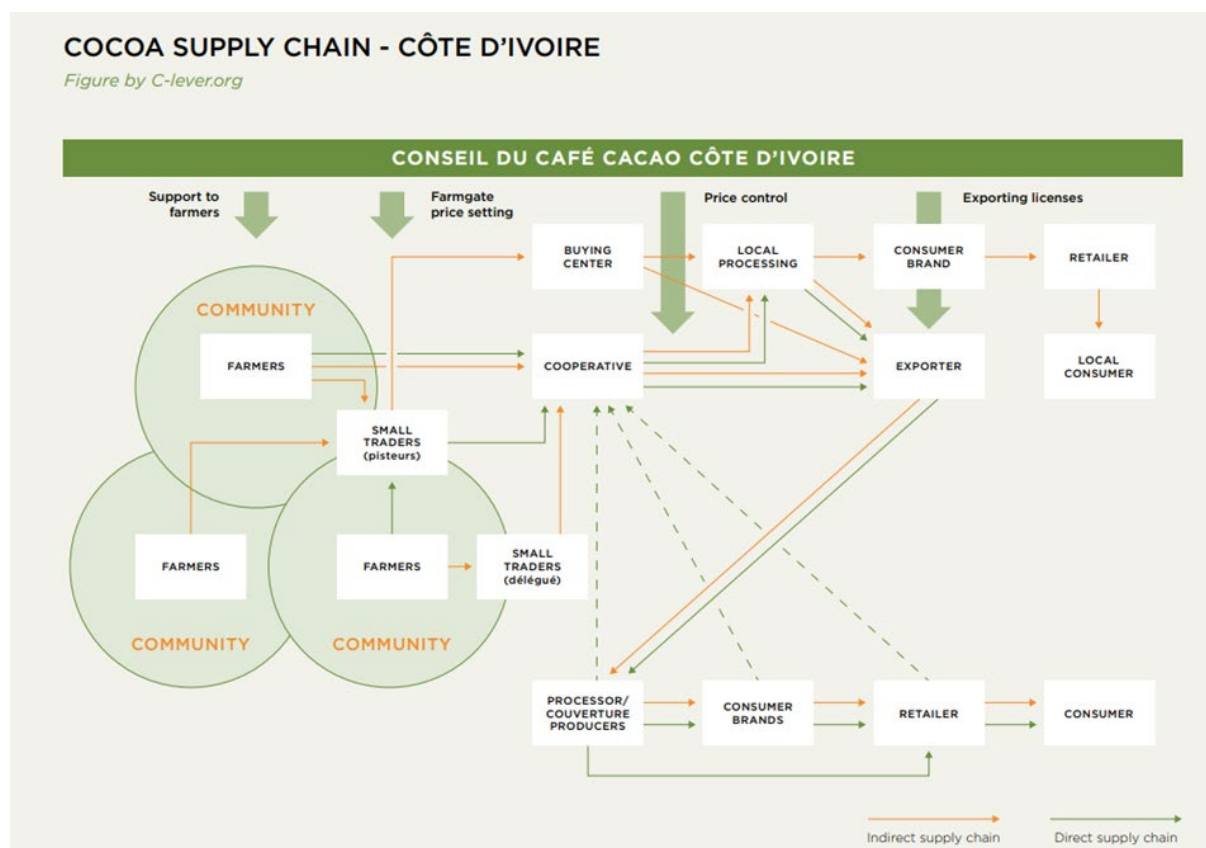 COCOA SUPPLY CHAIN - CÔTE D'IVOIRE
Figure by C-lever.org
CONSEIL DU CAFÉ CACAO CÔTE D'IVOIRE
Support to
farmers
Farmgate
price setting
Price control
Exporting licenses
BUYING
CENTER
LOCAL
PROCESSING
CONSUMER
BRAND
RETAILER
COMMUNITY
FARMERS
COOPERATIVE
EXPORTER
LOCAL
CONSUMER
SMALL
TRADERS
(pisteurs)
FARMERS
FARMERS
SMALL
TRADERS
(délégué)
COMMUNITY
COMMUNITY
PROCESSOR/
COUVERTURE
PRODUCERS
CONSUMER
BRANDS
RETAILER
CONSUMER
Indirect supply chain
Direct supply chain